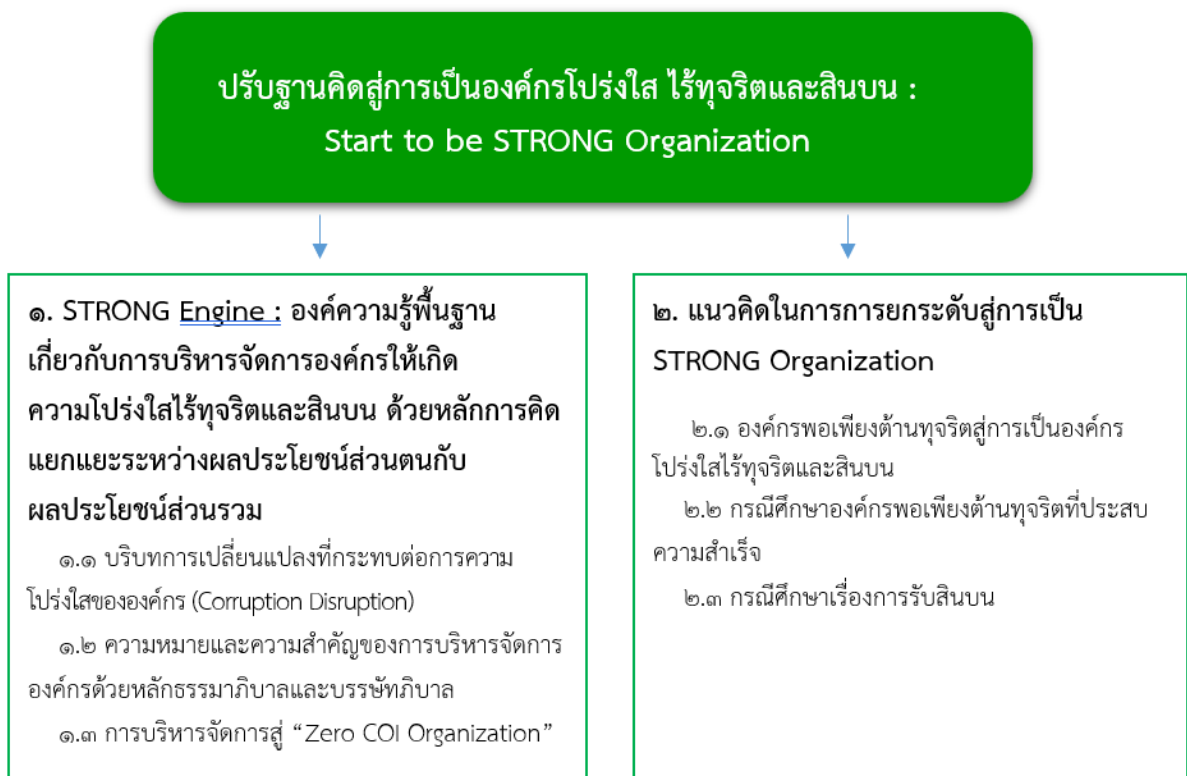 ปรับฐานคิดสู่การเป็นองค์กรโปร่งใส ไร้ทุจริตและสินบน :
Start to be STRONG Organization
๑. STRONG Engine : องค์ความรู้พื้นฐาน
เกี่ยวกับการบริหารจัดการองค์กรให้เกิด
ความโปร่งใสไร้ทุจริตและสินบน ด้วยหลักการคิด
แยกแยะระหว่างผลประโยชน์ส่วนตนกับ
ผลประโยชน์ส่วนรวม
๑.๑ บริบทการเปลี่ยนแปลงที่กระทบต่อการความ
โปร่งใสขององค์กร (Corruption Disruption)
๑.๒ ความหมายและความสำคัญของการบริหารจัดการ
องค์กรด้วยหลักธรรมาภิบาลและบรรษัทภิบาล
๑.๓ การบริหารจัดการสู่ “Zero COI Organization”
๒. แนวคิดในการการยกระดับสู่การเป็น
STRONG Organization
๒.๑ องค์กรพอเพียงต้านทุจริตสู่การเป็นองค์กร
โปร่งใสไร้ทุจริตและสินบน
๒.๒ กรณีศึกษาองค์กรพอเพียงต้านทุจริตที่ประสบ
ความสำเร็จ
๒.๓ กรณีศึกษาเรื่องการรับสินบน